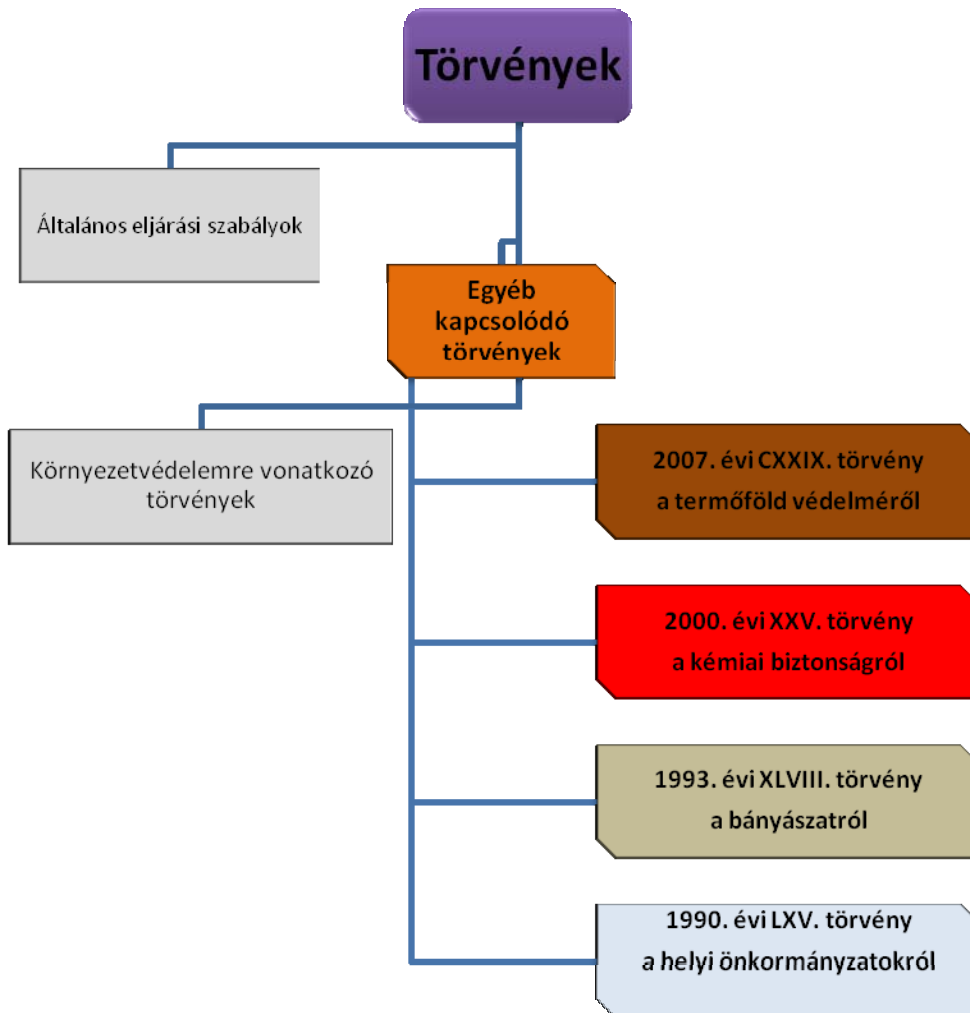 Törvények
Általános eljárási szabályok
Egyéb
kapcsolódó
törvények
Környezetvédelemre vonatkozó
törvények
2007. évi CXXIX. törvény
a termőföld védelméről
2000. évi XXV. törvény
a kémiai biztonságról
1993. évi XLVIII. törvény
a bányászatról
1990. évi LXV. törvény
a helyi önkormányzatokról